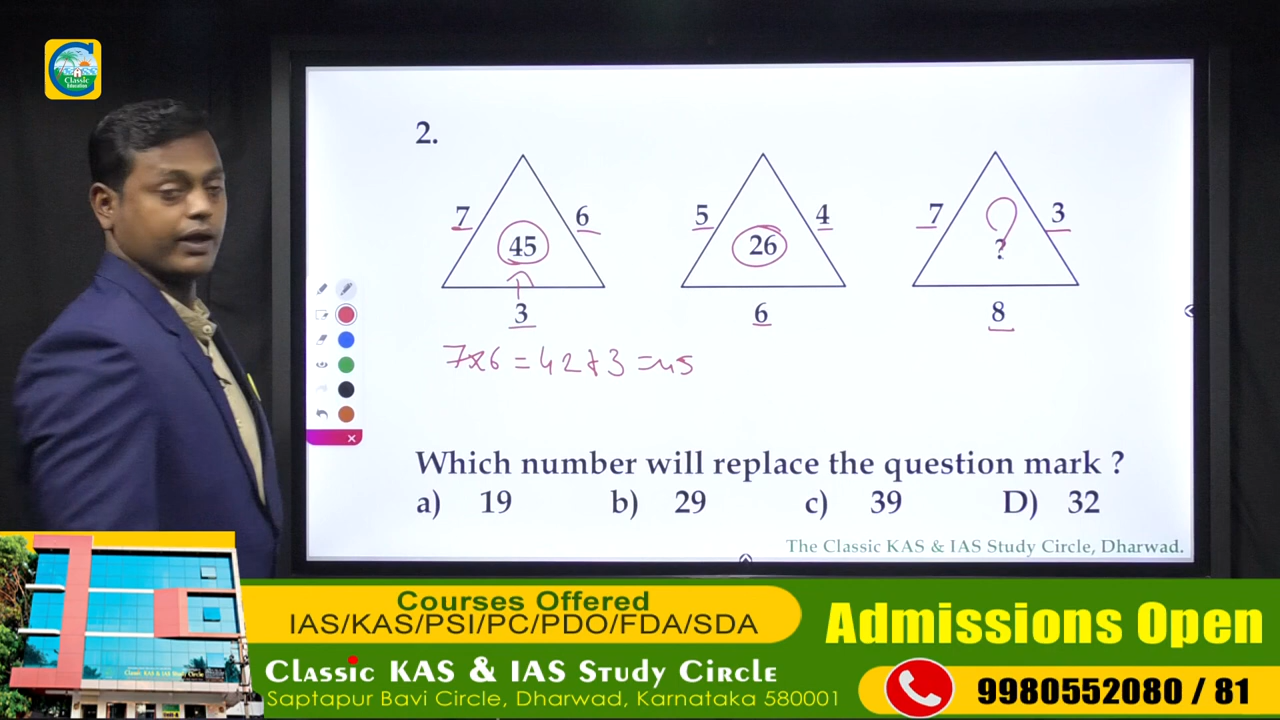 Classic
Education
2.
7 6 5 4 7 3
45 26 ?
3 6 8
7x6 = 42+3 =45
Which number will replace the question mark ?
a) 19 b) 29 c) 39 D) 32
The Classic KAS & IAS Study Circle, Dharwad.
Courses Offered
IAS/KAS/PSI/PC/PDO/FDA/SDA
Admissions Open
Classic KAS & IAS Study Circle
Saptapur Bavi Circle, Dharwad, Karnataka 580001
9980552080 / 81